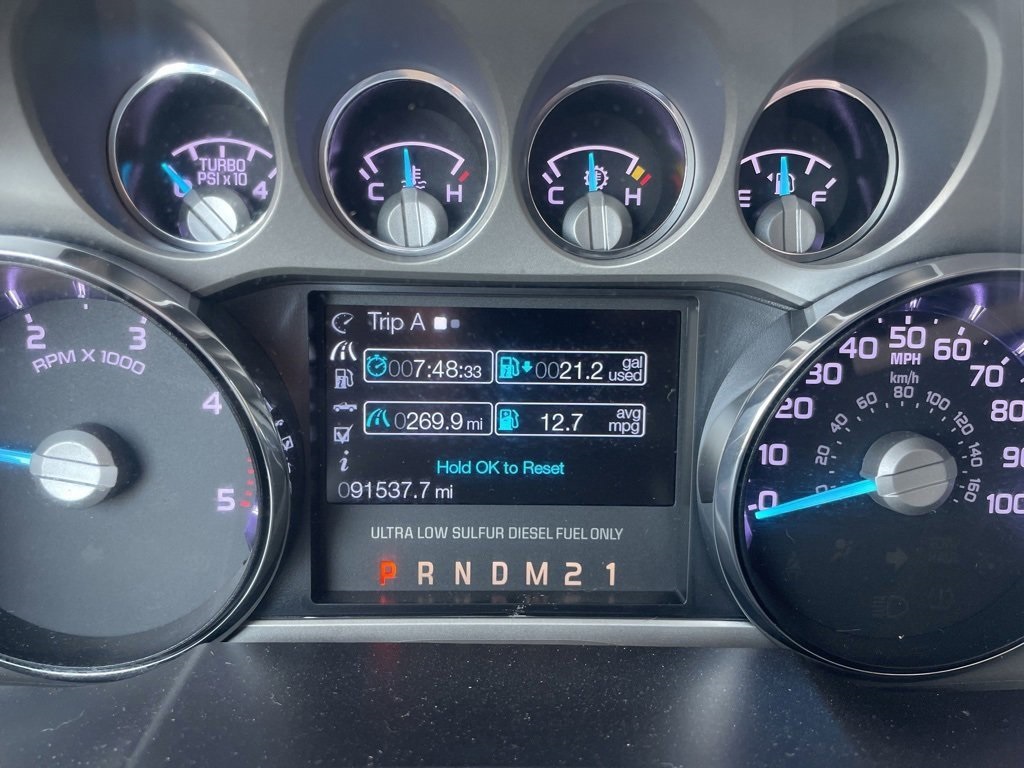 TURBO
PSI x 10
0 4
C H
C H
E F
2 3 4 5
RPM X 1000
Trip A
007:48:33
0021.2 gal used
0269.9 mi
12.7 avg mpg
Hold OK to Reset
091537.7 mi
ULTRA LOW SULFUR DIESEL FUEL ONLY
P R N D M 2 1
0 10 20 30 40 50 60 70 80 90 100
MPH
km/h
20 40 60 80 100 120 140 150